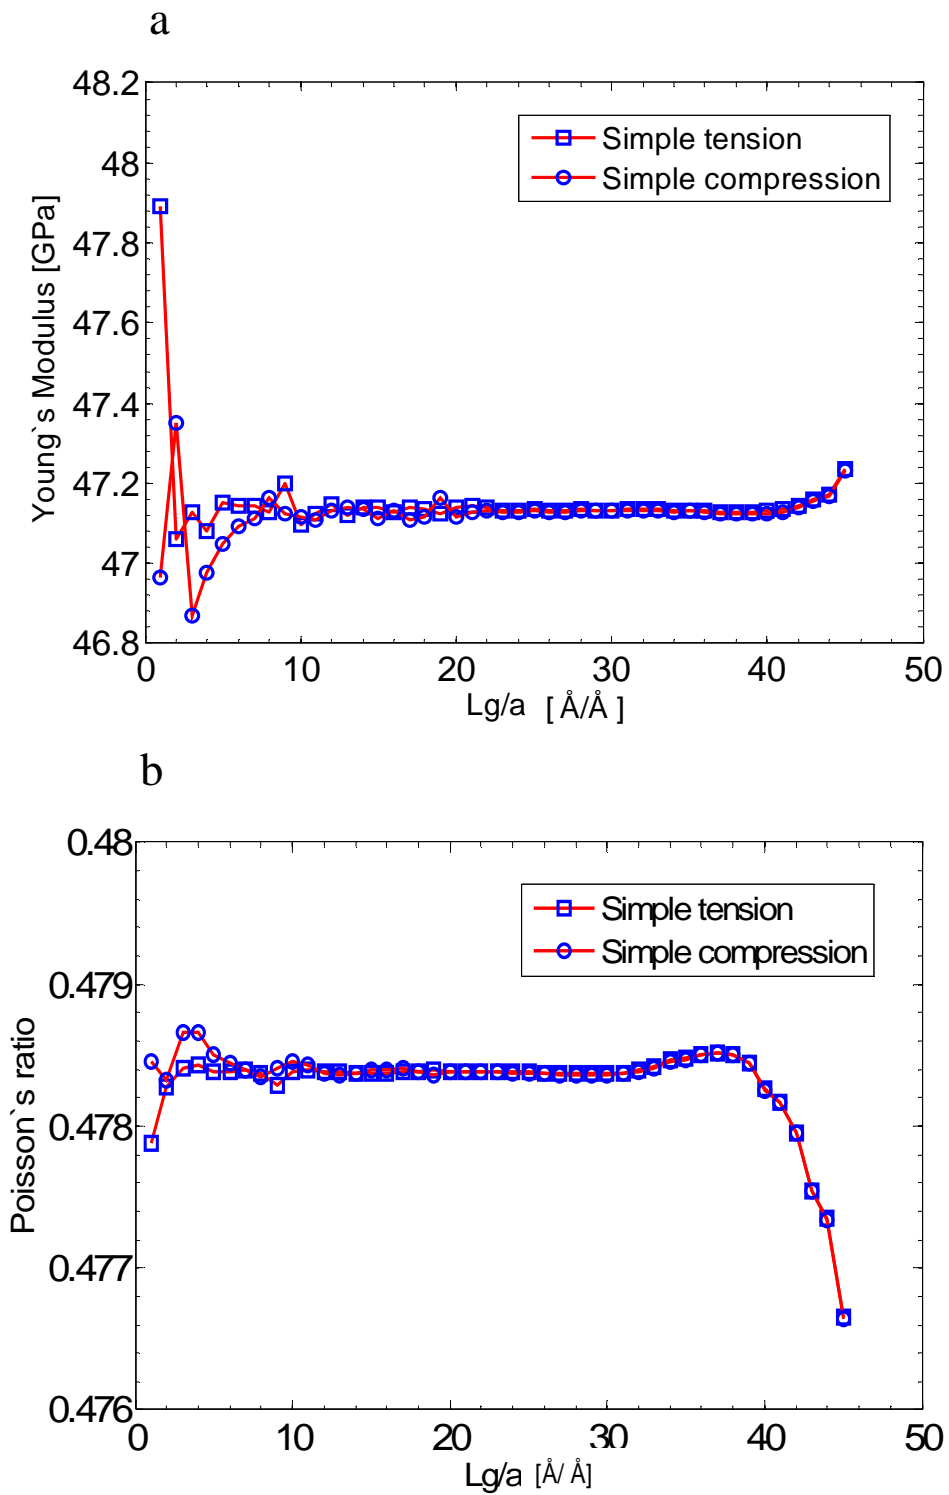 a
48.2
48
47.8
47.6
47.4
47.2
47
46.8
Young`s Modulus [GPa]
Simple tension
Simple compression
0 10 20 30 40 50
Lg/a [ Å/Å ]
b
0.48
0.479
0.478
0.477
0.476
Poisson`s ratio
Simple tension
Simple compression
0 10 20 30 40 50
Lg/a [Å/ Å]